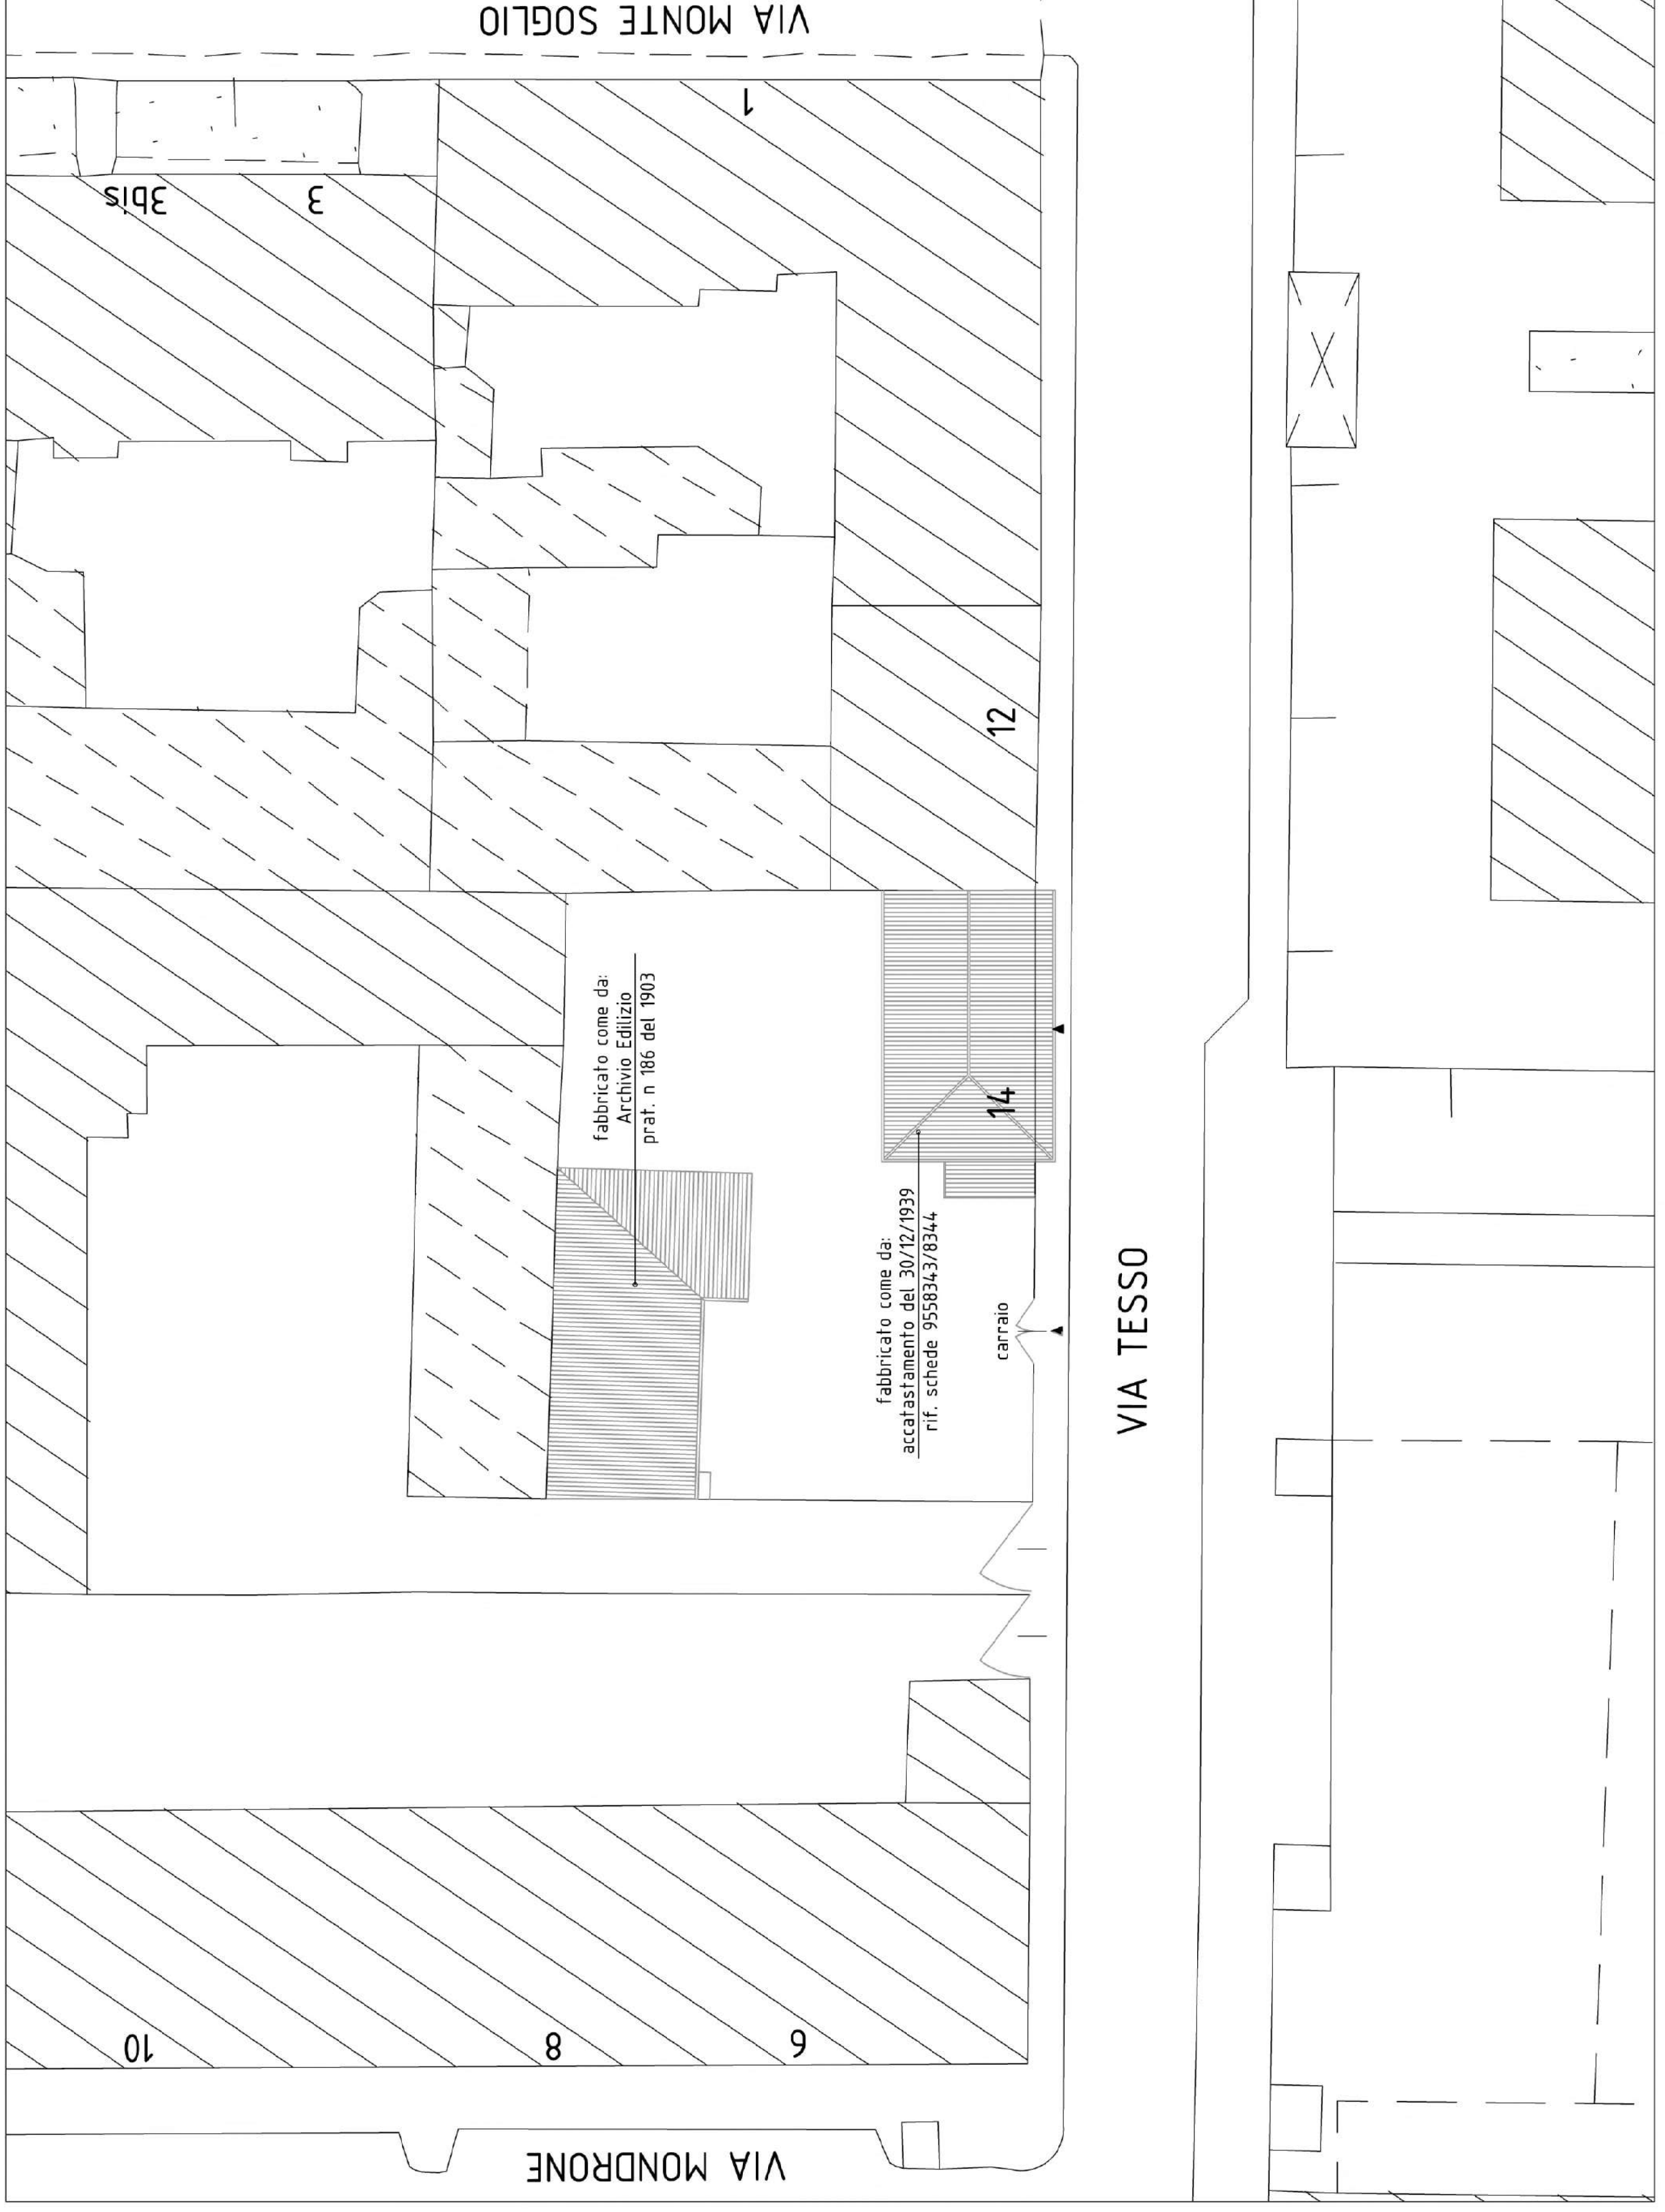 VIA MONTE SOGLIO
1
3bis
3
12
fabbricato come da:
Archivio Edilizio
prat. n 186 del 1903
14
fabbricato come da:
accatastamento del 30/12/1939
rif. schede 9558343/8344
carraio
VIA TESSO
10
8
6
VIA MONDRONE